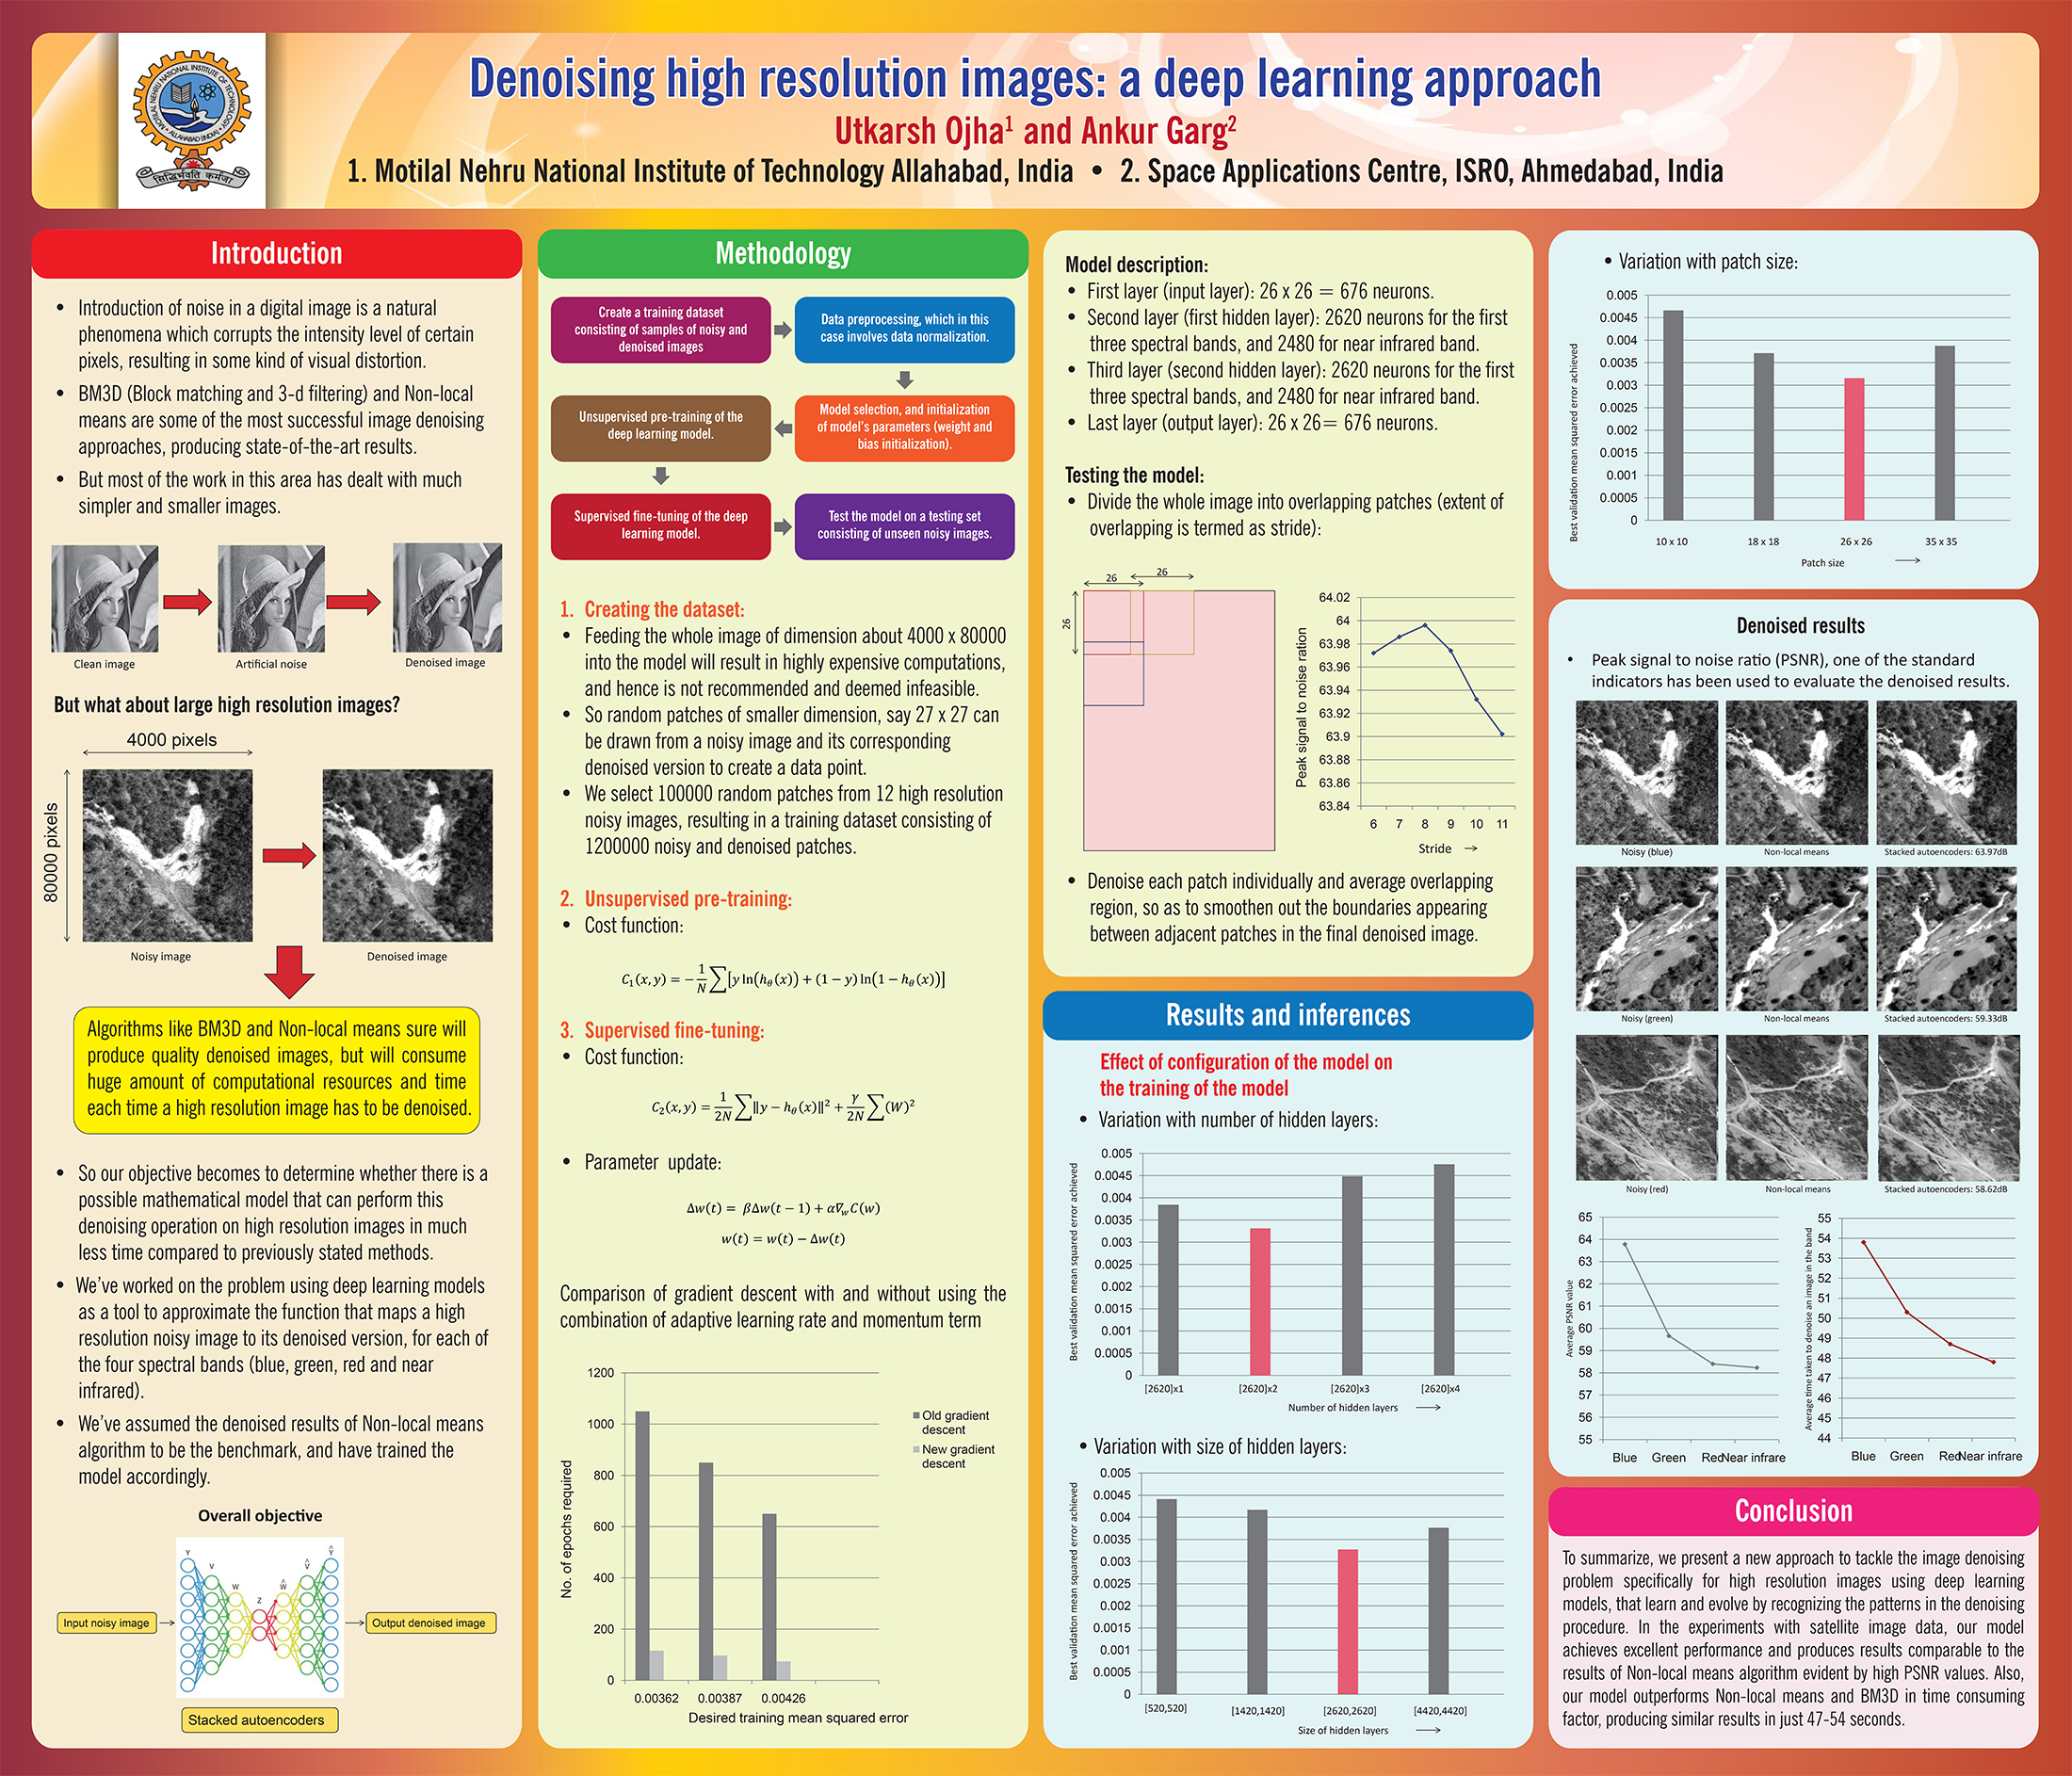 MOTILAL NEHRU NATIONAL INSTITUTE OF TECHNOLOGY
ALLAHABAD (INDIA)
सिद्धिर्भवति कर्मजा
Denoising high resolution images: a deep learning approach
Utkarsh Ojha1 and Ankur Garg2
1. Motilal Nehru National Institute of Technology Allahabad, India • 2. Space Applications Centre, ISRO, Ahmedabad, India
Introduction
• Introduction of noise in a digital image is a natural
phenomena which corrupts the intensity level of certain
pixels, resulting in some kind of visual distortion.
• BM3D (Block matching and 3-d filtering) and Non-local
means are some of the most successful image denoising
approaches, producing state-of-the-art results.
• But most of the work in this area has dealt with much
simpler and smaller images.
Clean image
Artificial noise
Denoised image
But what about large high resolution images?
4000 pixels
80000 pixels
Noisy image
Denoised image
Algorithms like BM3D and Non-local means sure will
produce quality denoised images, but will consume
huge amount of computational resources and time
each time a high resolution image has to be denoised.
• So our objective becomes to determine whether there is a
possible mathematical model that can perform this
denoising operation on high resolution images in much
less time compared to previously stated methods.
• We've worked on the problem using deep learning models
as a tool to approximate the function that maps a high
resolution noisy image to its denoised version, for each of
the four spectral bands (blue, green, red and near
infrared).
• We've assumed the denoised results of Non-local means
algorithm to be the benchmark, and have trained the
model accordingly.
Overall objective
Y V W Z Ŵ V̂ Ŷ
Input noisy image
Output denoised image
Stacked autoencoders
Methodology
Create a training dataset
consisting of samples of noisy and
denoised images
Data preprocessing, which in this
case involves data normalization.
Unsupervised pre-training of the
deep learning model.
Model selection, and initialization
of model's parameters (weight and
bias initialization).
Supervised fine-tuning of the deep
learning model.
Test the model on a testing set
consisting of unseen noisy images.
1. Creating the dataset:
• Feeding the whole image of dimension about 4000 x 80000
into the model will result in highly expensive computations,
and hence is not recommended and deemed infeasible.
• So random patches of smaller dimension, say 27 x 27 can
be drawn from a noisy image and its corresponding
denoised version to create a data point.
• We select 100000 random patches from 12 high resolution
noisy images, resulting in a training dataset consisting of
1200000 noisy and denoised patches.
2. Unsupervised pre-training:
• Cost function:
C₁(x, y) = −1/N ∑[y ln(hθ(x)) + (1 − y) ln(1 − hθ(x))]
3. Supervised fine-tuning:
• Cost function:
C₂(x, y) = 1/2N ∑‖y − hθ(x)‖² + γ/2N ∑(W)²
• Parameter update:
Δw(t) = βΔw(t − 1) + α∇wC(w)
w(t) = w(t) − Δw(t)
Comparison of gradient descent with and without using the
combination of adaptive learning rate and momentum term
No. of epochs required
1200
1000
800
600
400
200
0
0.00362 0.00387 0.00426
Desired training mean squared error
Old gradient
descent
New gradient
descent
Model description:
• First layer (input layer): 26 x 26 = 676 neurons.
• Second layer (first hidden layer): 2620 neurons for the first
three spectral bands, and 2480 for near infrared band.
• Third layer (second hidden layer): 2620 neurons for the first
three spectral bands, and 2480 for near infrared band.
• Last layer (output layer): 26 x 26= 676 neurons.
Testing the model:
• Divide the whole image into overlapping patches (extent of
overlapping is termed as stride):
26
26
26
Peak signal to noise ration
64.02
64
63.98
63.96
63.94
63.92
63.9
63.88
63.86
63.84
6 7 8 9 10 11
Stride
• Denoise each patch individually and average overlapping
region, so as to smoothen out the boundaries appearing
between adjacent patches in the final denoised image.
Results and inferences
Effect of configuration of the model on
the training of the model
• Variation with number of hidden layers:
Best validation mean squared error achieved
0.005
0.0045
0.004
0.0035
0.003
0.0025
0.002
0.0015
0.001
0.0005
0
[2620]x1 [2620]x2 [2620]x3 [2620]x4
Number of hidden layers
• Variation with size of hidden layers:
Best validation mean squared error achieved
0.005
0.0045
0.004
0.0035
0.003
0.0025
0.002
0.0015
0.001
0.0005
0
[520,520] [1420,1420] [2620,2620] [4420,4420]
Size of hidden layers
• Variation with patch size:
Best validation mean squared error achieved
0.005
0.0045
0.004
0.0035
0.003
0.0025
0.002
0.0015
0.001
0.0005
0
10 x 10 18 x 18 26 x 26 35 x 35
Patch size
Denoised results
• Peak signal to noise ratio (PSNR), one of the standard
indicators has been used to evaluate the denoised results.
Noisy (blue) Non-local means Stacked autoencoders: 63.97dB
Noisy (green) Non-local means Stacked autoencoders: 59.33dB
Noisy (red) Non-local means Stacked autoencoders: 58.62dB
Average PSNR value
65
64
63
62
61
60
59
58
57
56
55
Blue Green Red Near infrare
Average time taken to denoise an image in the band
55
54
53
52
51
50
49
48
47
46
45
44
Blue Green Red Near infrare
Conclusion
To summarize, we present a new approach to tackle the image denoising
problem specifically for high resolution images using deep learning
models, that learn and evolve by recognizing the patterns in the denoising
procedure. In the experiments with satellite image data, our model
achieves excellent performance and produces results comparable to the
results of Non-local means algorithm evident by high PSNR values. Also,
our model outperforms Non-local means and BM3D in time consuming
factor, producing similar results in just 47-54 seconds.